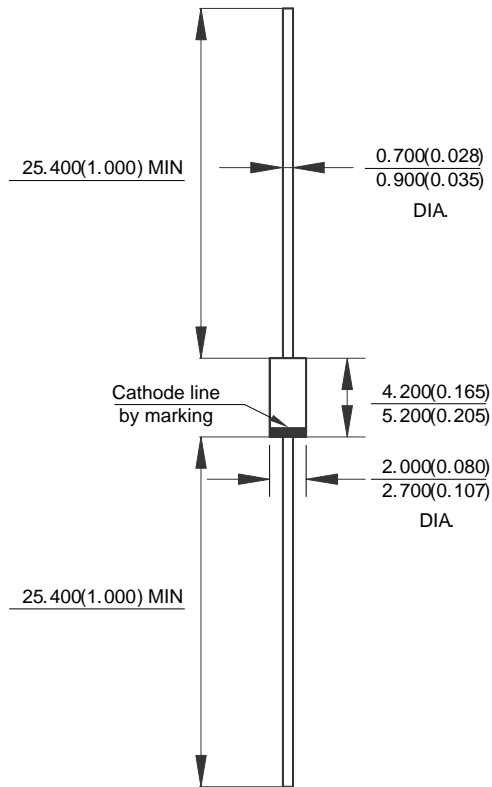 25.400(1.000) MIN
0.700(0.028)
0.900(0.035)
DIA.
Cathode line
by marking
4.200(0.165)
5.200(0.205)
2.000(0.080)
2.700(0.107)
DIA.
25.400(1.000) MIN